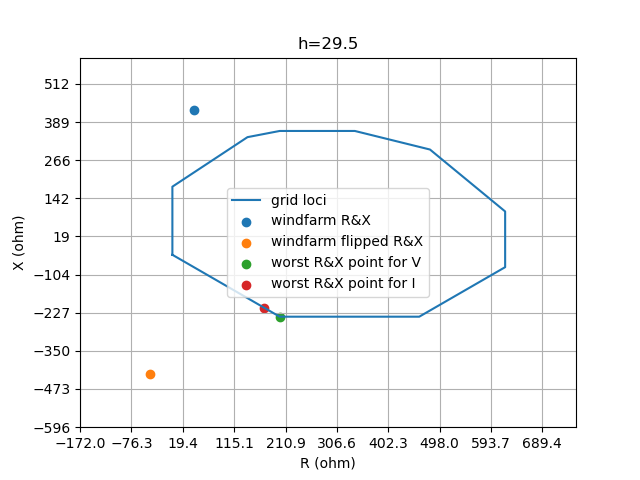 h=29.5
X (ohm)
512
389
266
142
19
−104
−227
−350
−473
−596
grid loci
windfarm R&X
windfarm flipped R&X
worst R&X point for V
worst R&X point for I
−172.0 −76.3 19.4 115.1 210.9 306.6 402.3 498.0 593.7 689.4
R (ohm)